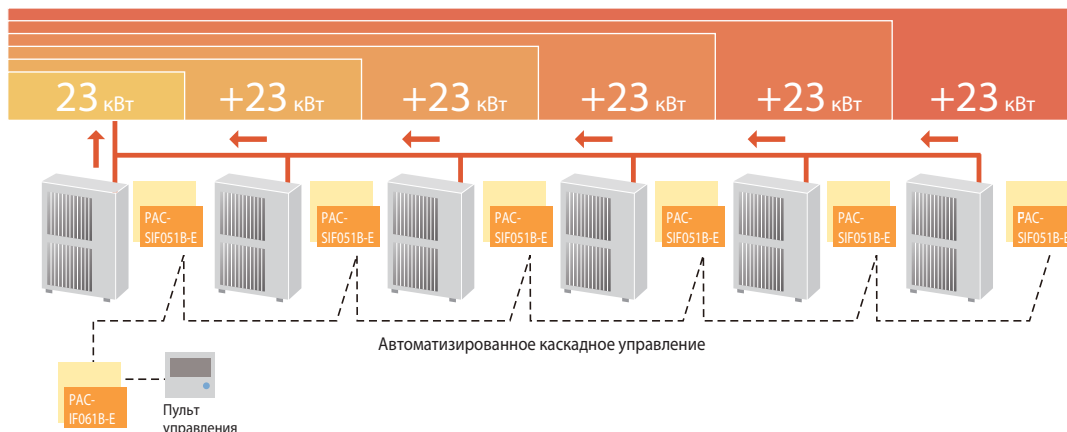 23 кВт +23 кВт +23 кВт +23 кВт +23 кВт +23 кВт
PAC- PAC- PAC- PAC- PAC- PAC-
SIF051B-E SIF051B-E SIF051B-E SIF051B-E SIF051B-E SIF051B-E
Автоматизированное каскадное управление
PAC-
IF061B-E
Пульт
управления